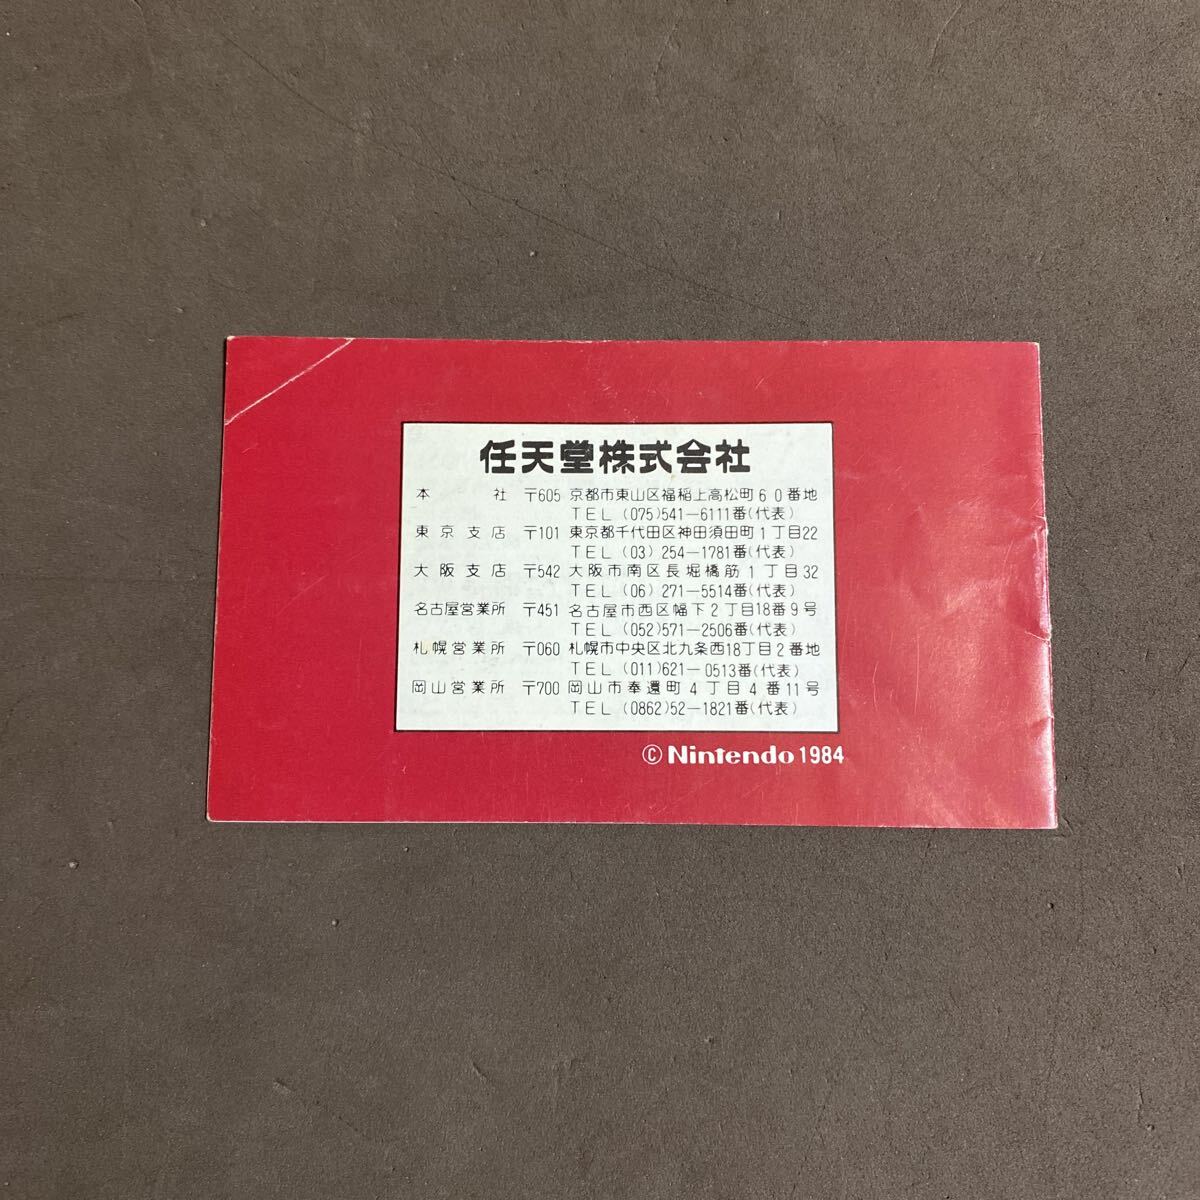 任天堂株式会社
本社 〒605 京都市東山区福稲上高松町60番地
TEL (075)541-6111番(代表)
東京支店 〒101 東京都千代田区神田須田町1丁目22
TEL (03) 254-1781番(代表)
大阪支店 〒542 大阪市南区長堀橋筋1丁目32
TEL (06) 271-5514番(代表)
名古屋営業所 〒451 名古屋市西区幅下2丁目18番9号
TEL (052)571-2506番(代表)
札幌営業所 〒060 札幌市中央区北九条西18丁目2番地
TEL (011)621-0513番(代表)
岡山営業所 〒700 岡山市奉還町4丁目4番11号
TEL (0862)52-1821番(代表)
© Nintendo 1984